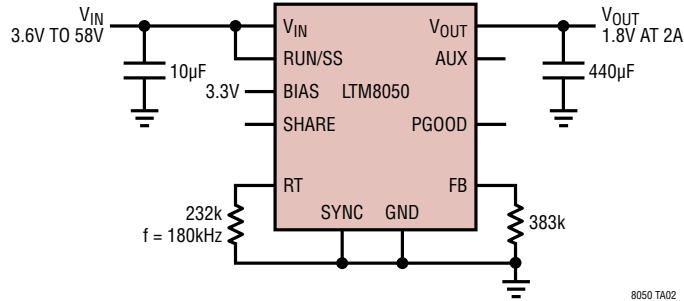 VIN
3.6V TO 58V
VIN
VOUT
VOUT
1.8V AT 2A
RUN/SS
AUX
10µF
440µF
3.3V
BIAS
LTM8050
SHARE
PGOOD
RT
FB
232k
f = 180kHz
SYNC
GND
383k
8050 TA02